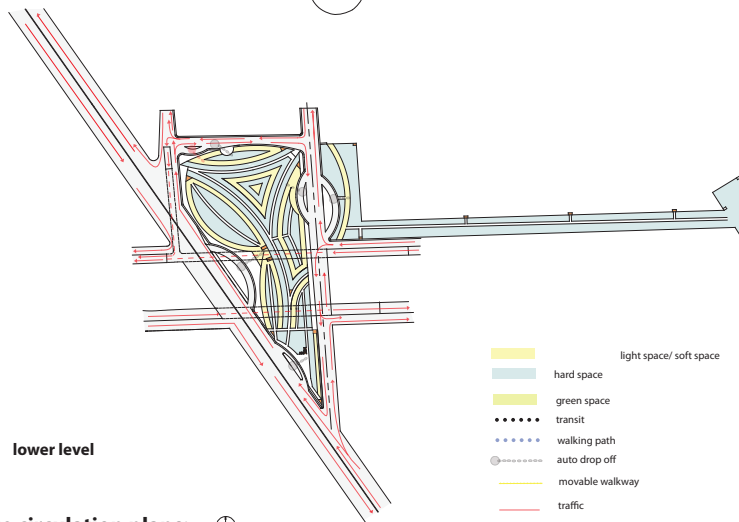 light space/ soft space
hard space
green space
transit
walking path
auto drop off
movable walkway
traffic
lower level